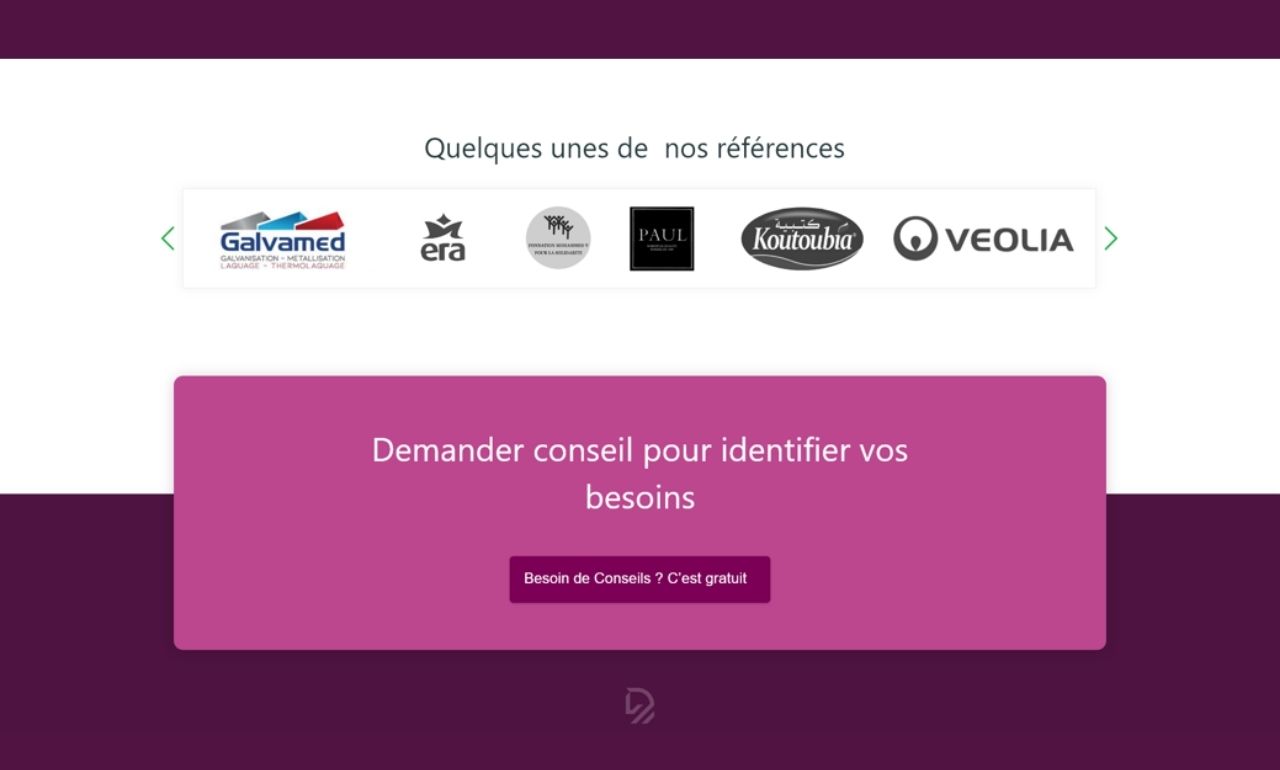 Quelques unes de  nos références
Galvamed
GALVANISATION - METALLISATION
LAQUAGE - THERMOLAQUAGE
era
FONDATION MOHAMMED V
POUR LA SOLIDARITE
PAUL
كتبية
Koutoubia
VEOLIA
Demander conseil pour identifier vos
besoins
Besoin de Conseils ? C'est gratuit